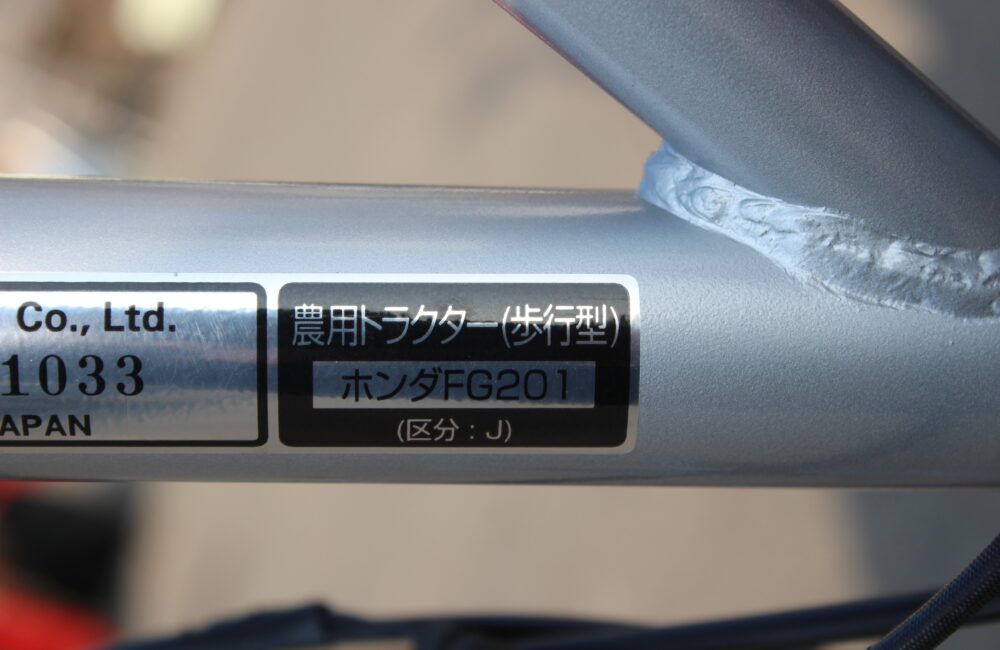 Co., Ltd.
1033
APAN
農用トラクター(歩行型)
ホンダFG201
(区分：J)